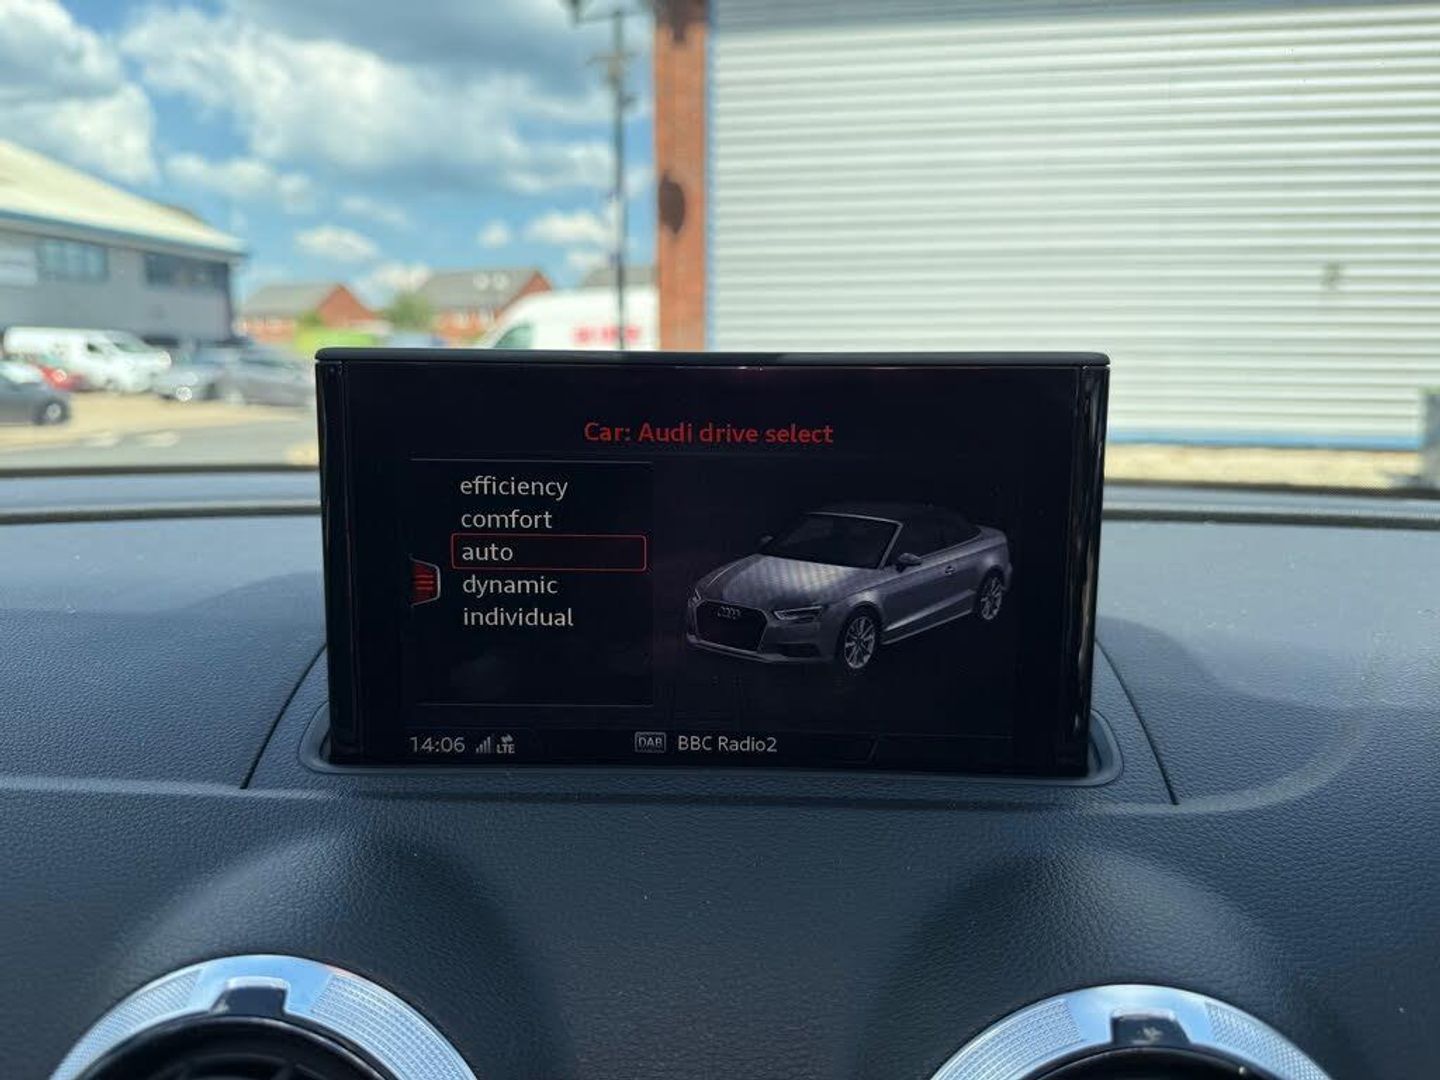 Car: Audi drive select
efficiency
comfort
auto
dynamic
individual
14:06 LTE DAB BBC Radio2